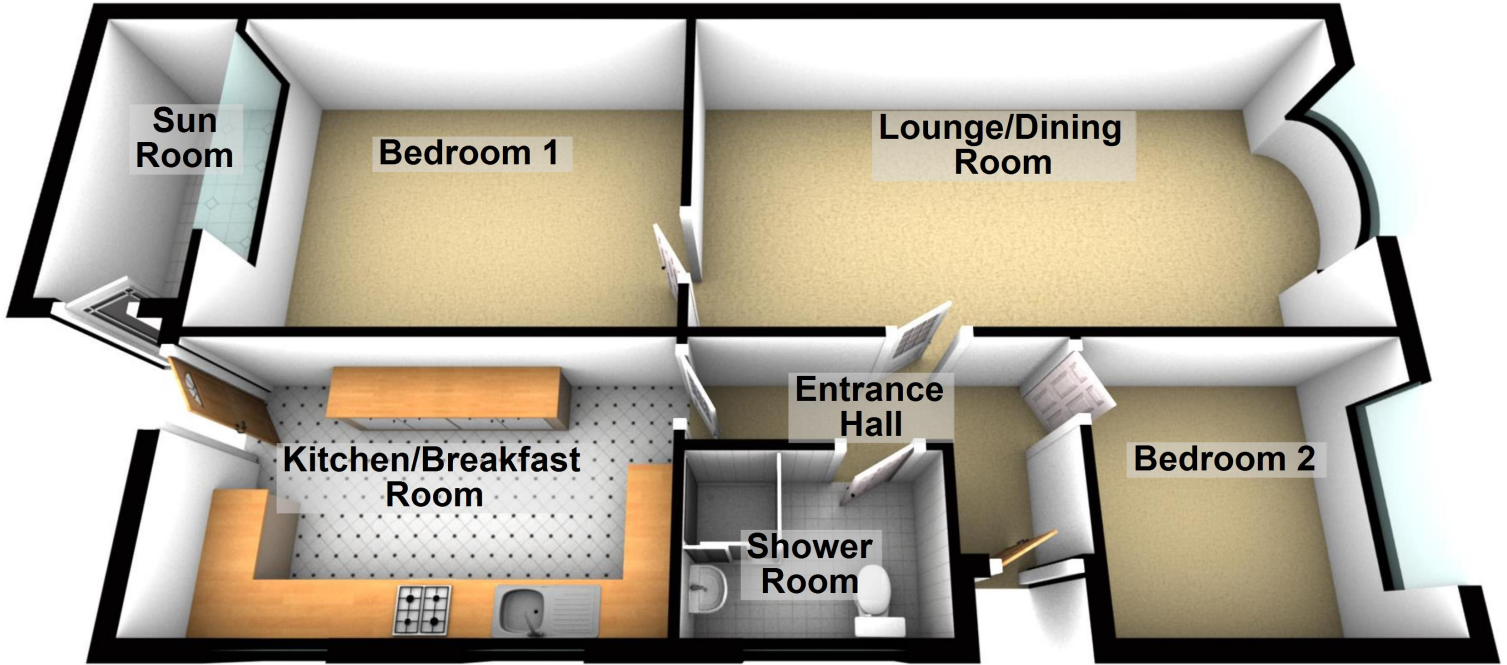 Sun
Room
Bedroom 1
Lounge/Dining
Room
Entrance
Hall
Kitchen/Breakfast
Room
Bedroom 2
Shower
Room